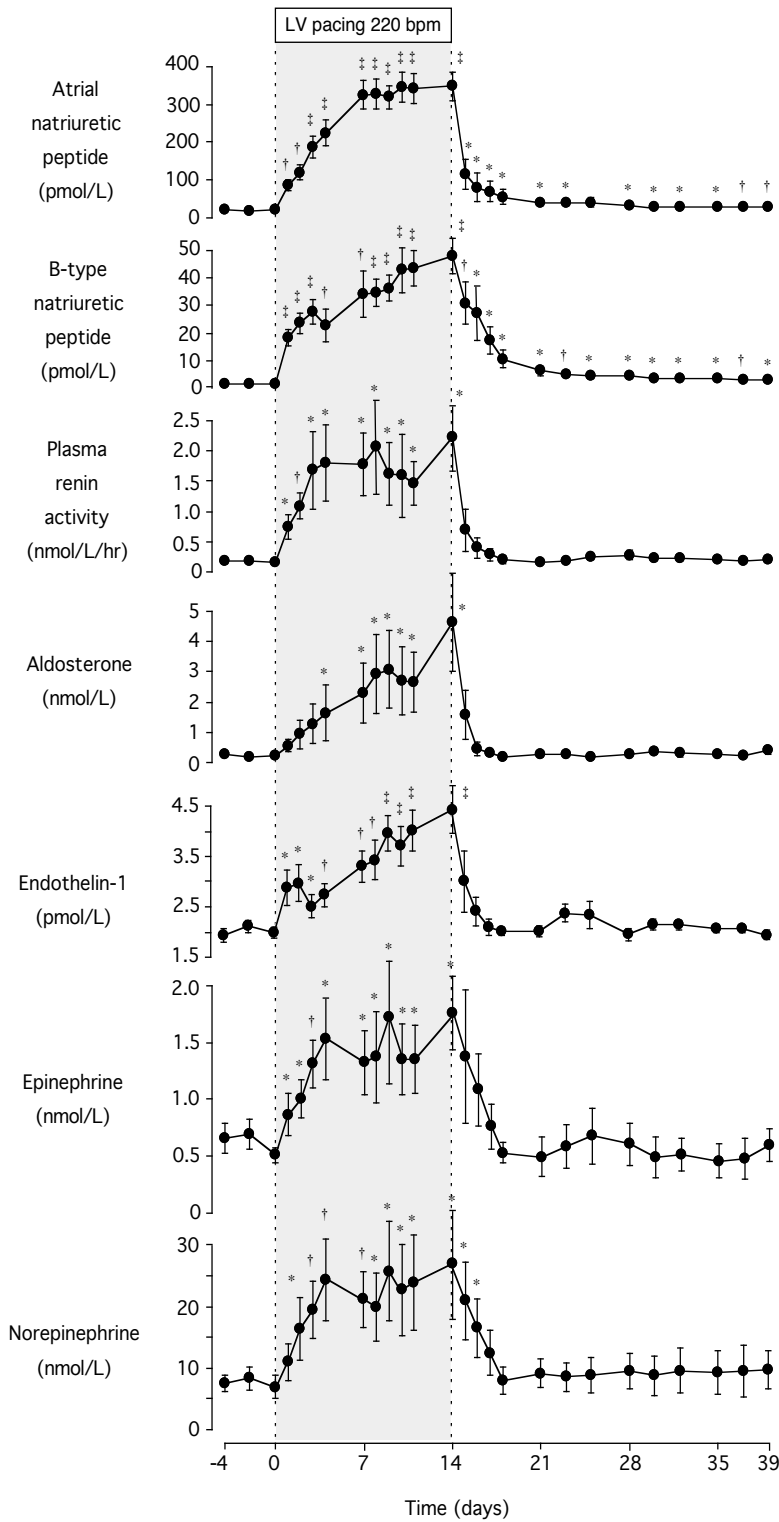 LV pacing 220 bpm
Atrial
natriuretic
peptide
(pmol/L)
400
300
200
100
0
‡ ‡ ‡ ‡ ‡ ‡
‡
‡
†
†
* * * * * * * * * * † †
B-type
natriuretic
peptide
(pmol/L)
50
40
30
20
10
0
‡ ‡ ‡ † † ‡ ‡ ‡ ‡ ‡
† * * * * † * * * * * † *
Plasma
renin
activity
(nmol/L/hr)
2.5
2.0
1.5
1.0
0.5
0
* † * * * * * * * *
Aldosterone
(nmol/L)
5
4
3
2
1
0
* * * * * * *
Endothelin-1
(pmol/L)
4.5
3.5
2.5
1.5
* * * † † † ‡ ‡ ‡ ‡
Epinephrine
(nmol/L)
2.0
1.5
1.0
0.5
0
* * † * * * * * * *
Norepinephrine
(nmol/L)
30
20
10
0
* † † † * * * * * * *
-4 0 7 14 21 28 35 39
Time (days)